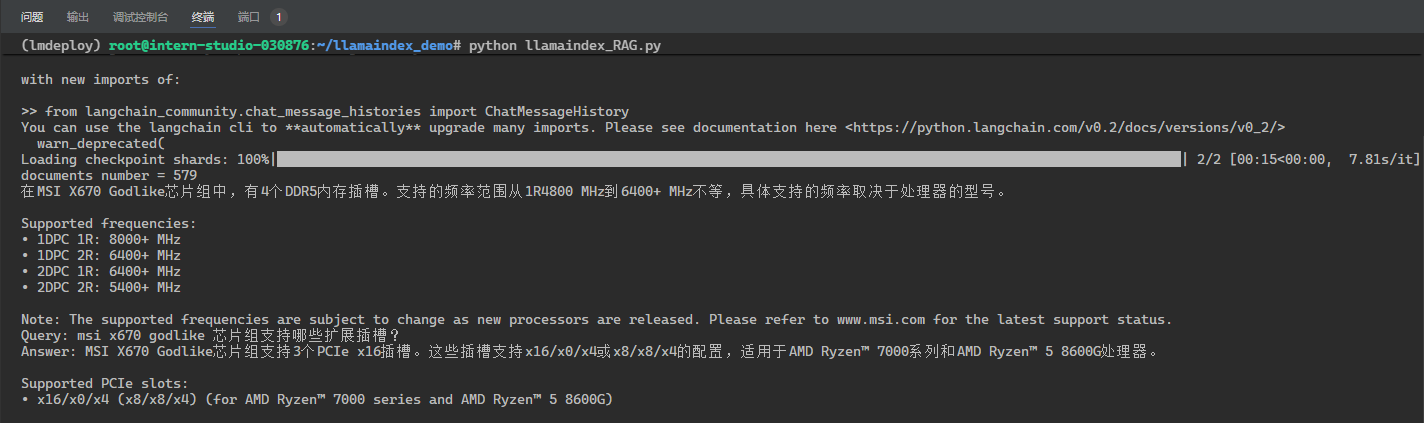 问题 输出 调试控制台 终端 端口 1
(lmdeploy) root@intern-studio-030876:~/llamaindex_demo# python llamaindex_RAG.py
with new imports of:
>> from langchain_community.chat_message_histories import ChatMessageHistory
You can use the langchain cli to **automatically** upgrade many imports. Please see documentation here <https://python.langchain.com/v0.2/docs/versions/v0_2/>
warn_deprecated(
Loading checkpoint shards: 100%| | 2/2 [00:15<00:00, 7.81s/it]
documents number = 579
在MSI X670 Godlike芯片组中，有4个DDR5内存插槽。支持的频率范围从1R4800 MHz到6400+ MHz不等，具体支持的频率取决于处理器的型号。
Supported frequencies:
• 1DPC 1R: 8000+ MHz
• 1DPC 2R: 6400+ MHz
• 2DPC 1R: 6400+ MHz
• 2DPC 2R: 5400+ MHz
Note: The supported frequencies are subject to change as new processors are released. Please refer to www.msi.com for the latest support status.
Query: msi x670 godlike 芯片组支持哪些扩展插槽？
Answer: MSI X670 Godlike芯片组支持3个PCIe x16插槽。这些插槽支持x16/x0/x4或x8/x8/x4的配置，适用于AMD Ryzen™ 7000系列和AMD Ryzen™ 5 8600G处理器。
Supported PCIe slots:
• x16/x0/x4 (x8/x8/x4) (for AMD Ryzen™ 7000 series and AMD Ryzen™ 5 8600G)